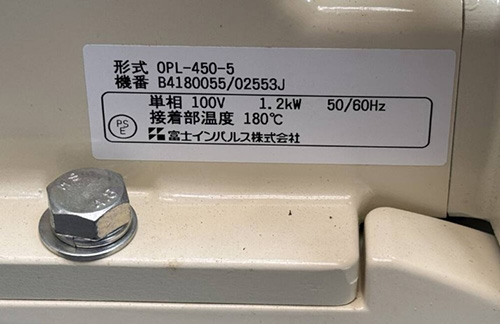 形式 OPL-450-5
機番 B4180055/02553J
単相 100V 1.2kW 50/60Hz
接着部温度 180℃
PS
E
富士インパルス株式会社